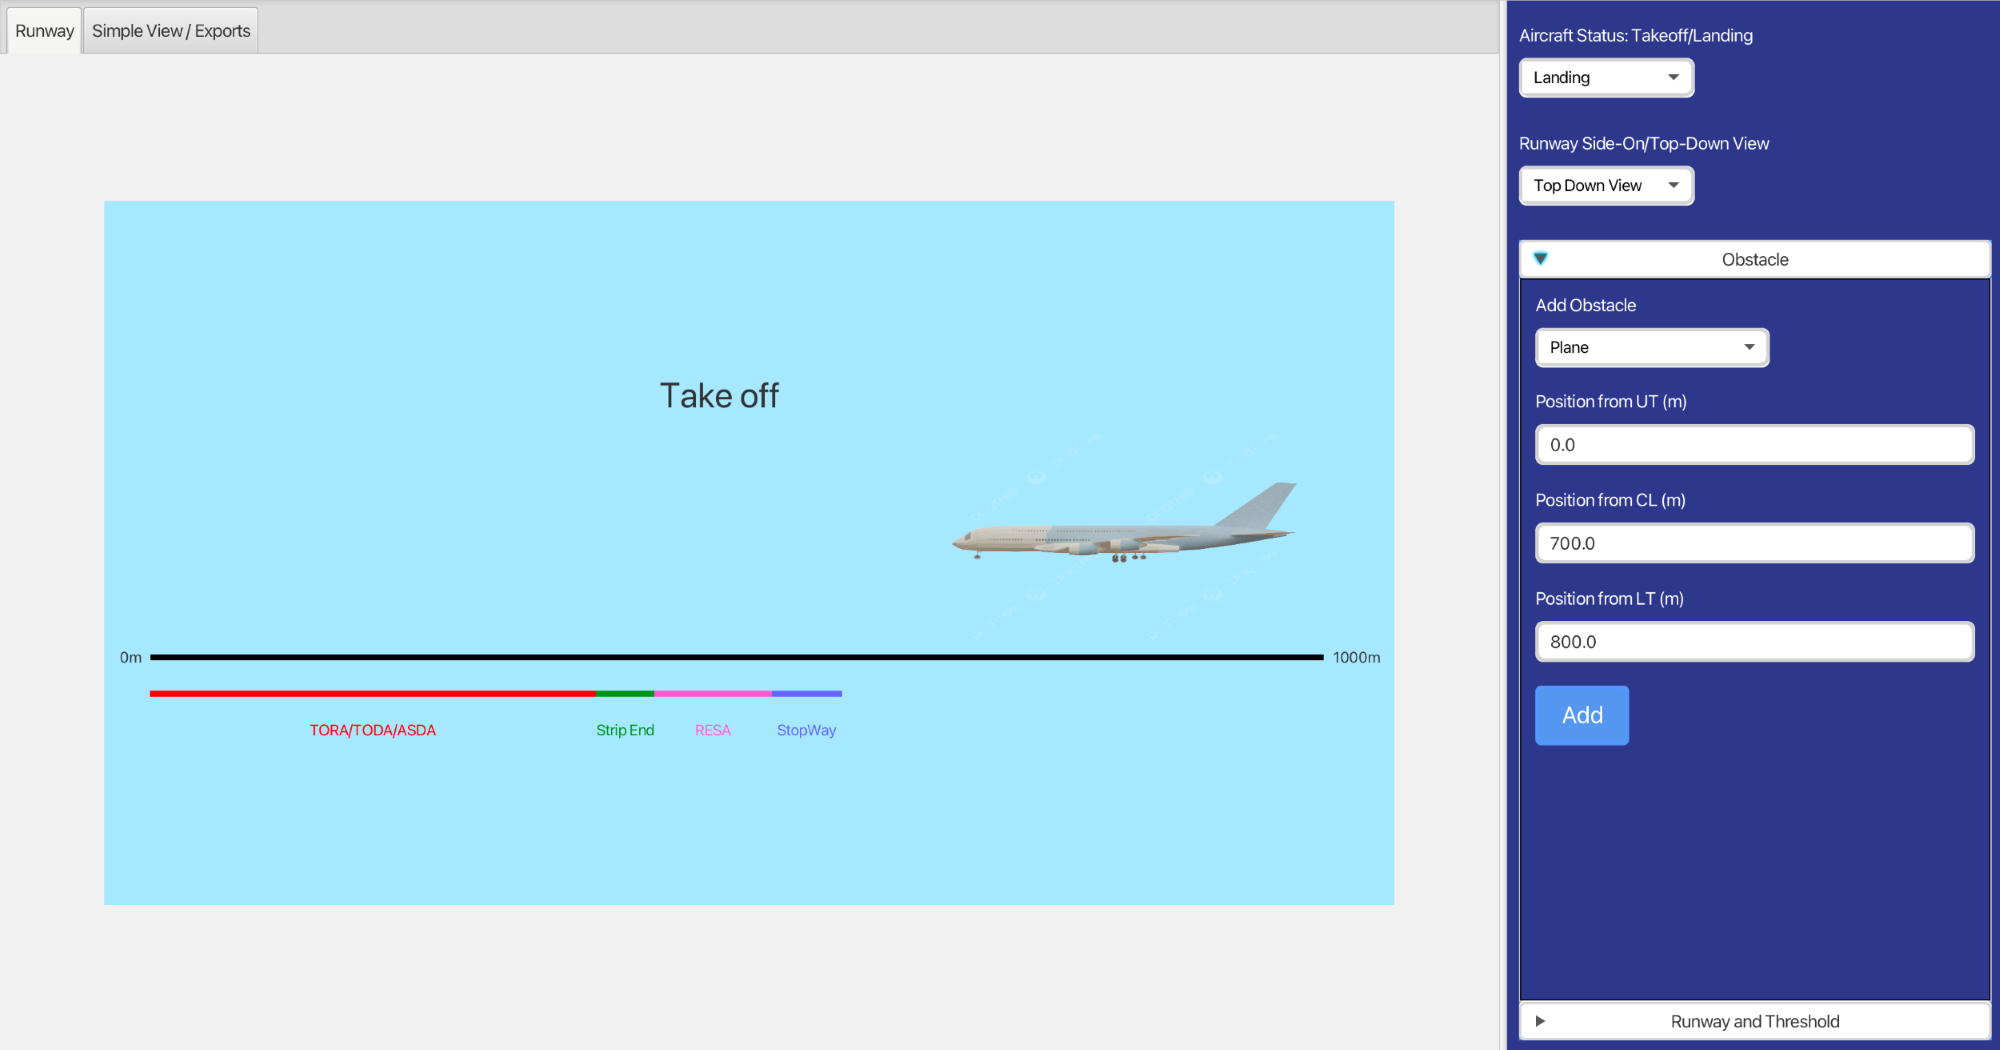 Runway
Simple View / Exports
Take off
0m
1000m
TORA/TODA/ASDA
Strip End
RESA
StopWay
Aircraft Status: Takeoff/Landing
Landing
Runway Side-On/Top-Down View
Top Down View
Obstacle
Add Obstacle
Plane
Position from UT (m)
0.0
Position from CL (m)
700.0
Position from LT (m)
800.0
Add
Runway and Threshold